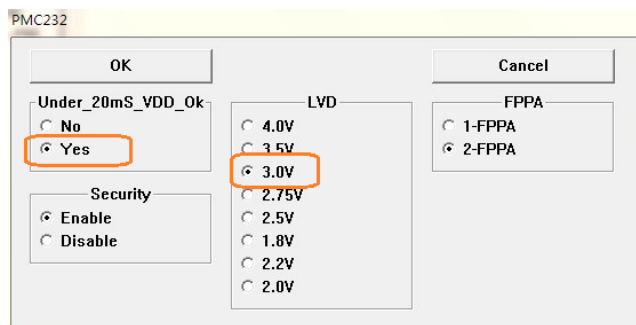 PMC232
OK
Cancel
Under_20mS_VDD_Ok
No
Yes
Security
Enable
Disable
LVD
4.0V
3.5V
3.0V
2.75V
2.5V
1.8V
2.2V
2.0V
FPPA
1-FPPA
2-FPPA